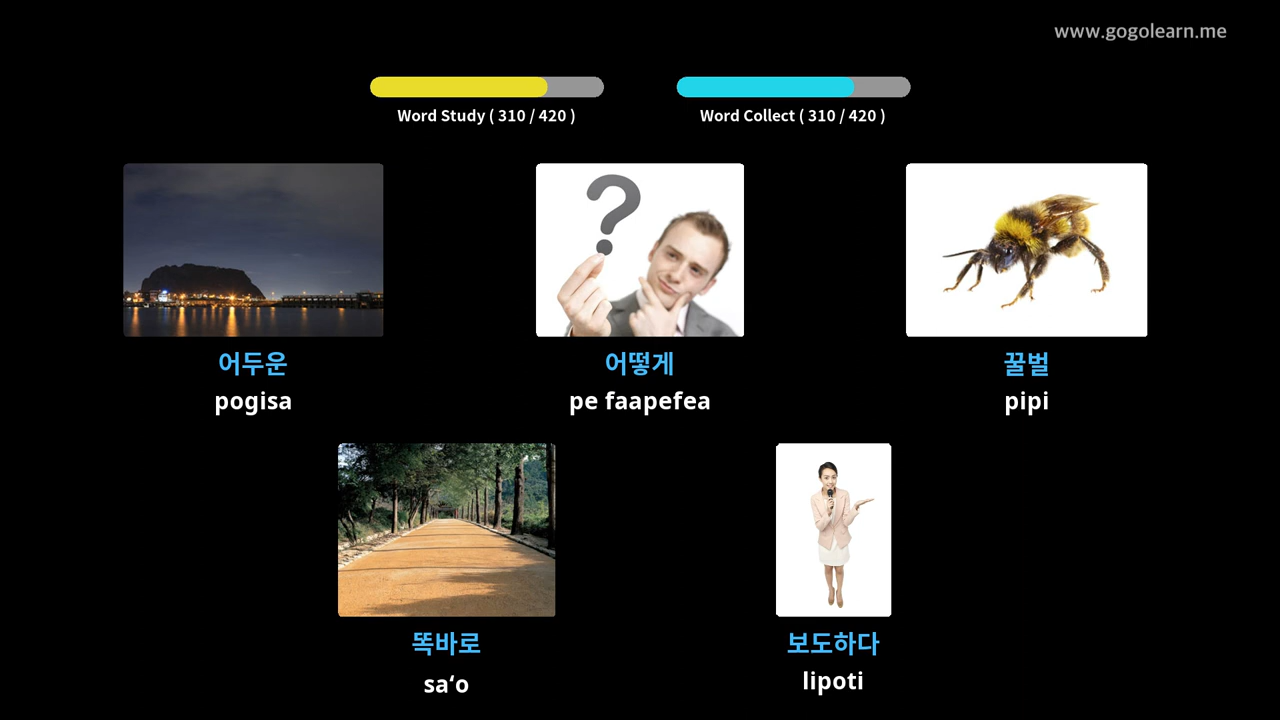 www.gogolearn.me
Word Study ( 310 / 420 )
Word Collect ( 310 / 420 )
어두운
pogisa
어떻게
pe faapefea
꿀벌
pipi
똑바로
saʻo
보도하다
lipoti